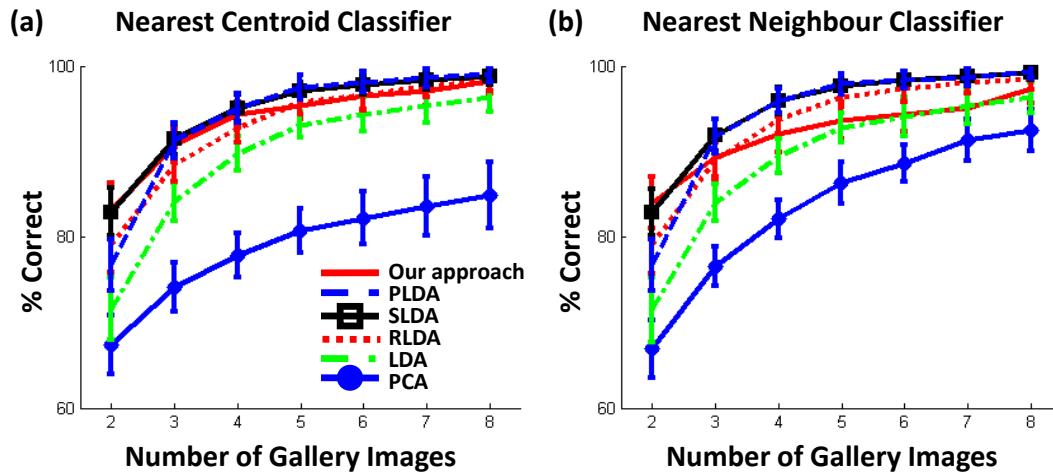 (a) Nearest Centroid Classifier
% Correct
100
80
60
2 3 4 5 6 7 8
Number of Gallery Images
Our approach
PLDA
SLDA
RLDA
LDA
PCA
(b) Nearest Neighbour Classifier
% Correct
100
80
60
2 3 4 5 6 7 8
Number of Gallery Images